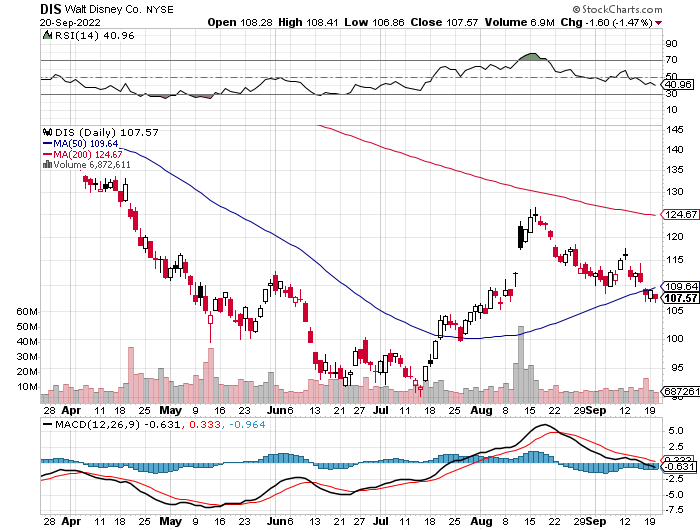 DIS Walt Disney Co. NYSE © StockCharts.com
20-Sep-2022 Open 108.28 High 108.41 Low 106.86 Close 107.57 Volume 6.9M Chg -1.60 (-1.47%)
RSI(14) 40.96
90
70
50
40.96
30
10
DIS (Daily) 107.57
MA(50) 109.64
MA(200) 124.67
Volume 6,872,611
124.67
120
115
110
109.64
107.57
105
100
95
90
60M
50M
40M
30M
20M
10M
6872611
28 Apr 11 18 25 May 9 16 23 Jun 6 13 21 27 Jul 11 18 25 Aug 8 15 22 29 Sep 12 19
MACD(12,26,9) -0.631, 0.333, -0.964
5.0
2.5
0.333
-0.631
-2.5
-5.0
-7.5
28 Apr 11 18 25 May 9 16 23 Jun 6 13 21 27 Jul 11 18 25 Aug 8 15 22 29 Sep 12 19